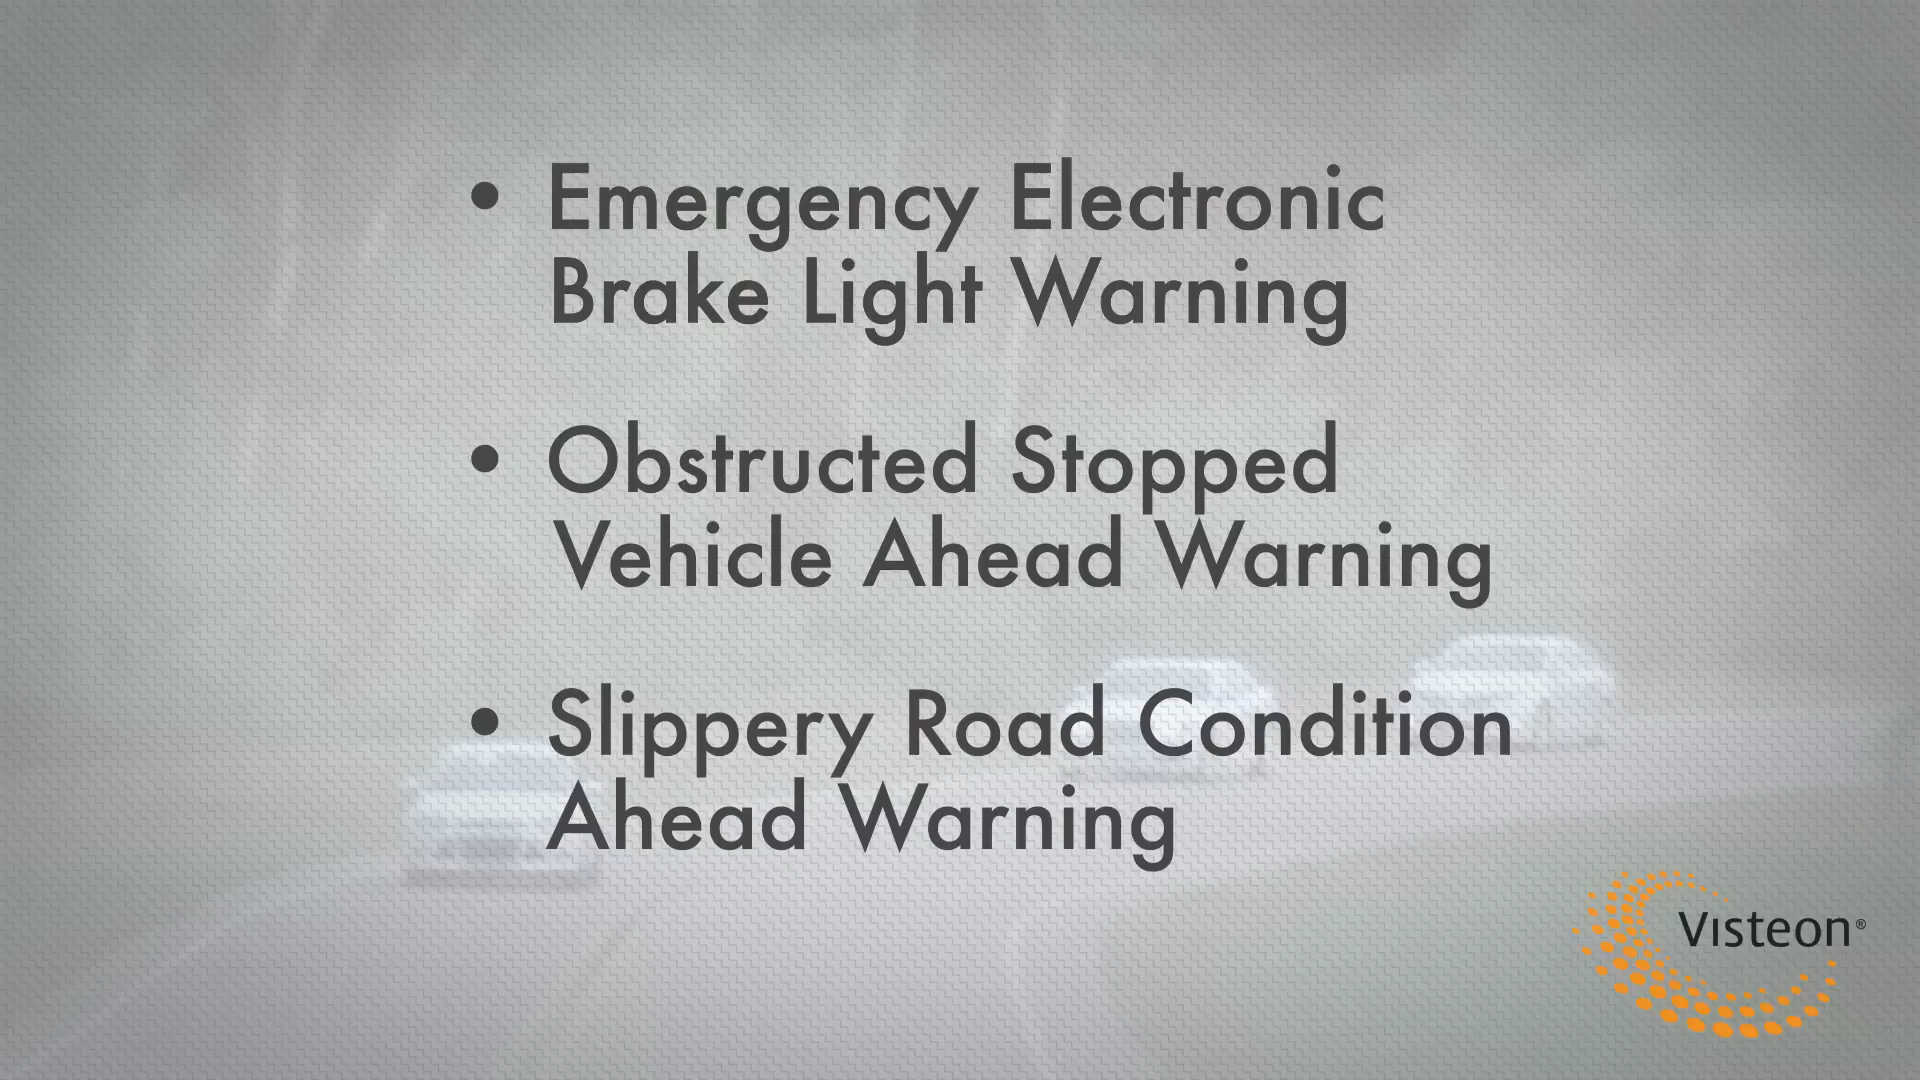 • Emergency Electronic
Brake Light Warning
• Obstructed Stopped
Vehicle Ahead Warning
• Slippery Road Condition
Ahead Warning
Visteon®